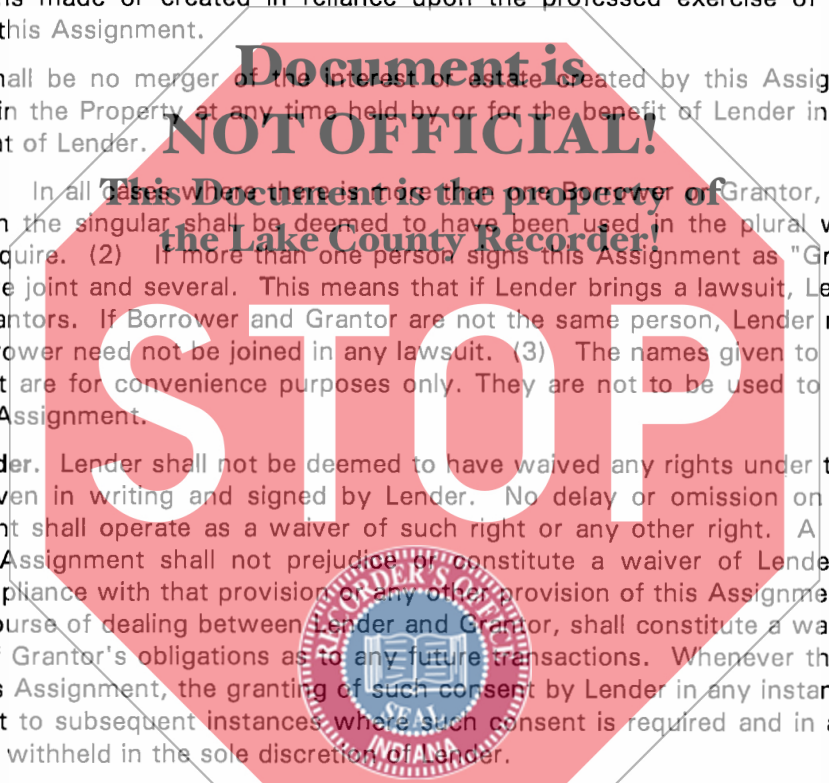 is made or created in reliance upon the professed exercise of
this Assignment.
hall be no merger of the interest or estate created by this Assig
in the Property at any time held by or for the benefit of Lender in
t of Lender.
In all cases where there is more than one Borrower or Grantor,
n the singular shall be deemed to have been used in the plural v
quire. (2) If more than one person signs this Assignment as "Gr
e joint and several. This means that if Lender brings a lawsuit, Le
antors. If Borrower and Grantor are not the same person, Lender
rower need not be joined in any lawsuit. (3) The names given to
t are for convenience purposes only. They are not to be used to
Assignment.
der. Lender shall not be deemed to have waived any rights under t
ven in writing and signed by Lender. No delay or omission on
nt shall operate as a waiver of such right or any other right. A
Assignment shall not prejudice or constitute a waiver of Lende
pliance with that provision or any other provision of this Assignme
ourse of dealing between Lender and Grantor, shall constitute a wa
f Grantor's obligations as to any future transactions. Whenever th
s Assignment, the granting of such consent by Lender in any instan
t to subsequent instances where such consent is required and in a
withheld in the sole discretion of Lender.
Document is
NOT OFFICIAL!
This Document is the property of
the Lake County Recorder!
STOP
RECORDER'S OFFICE
SEAL
INDIANA